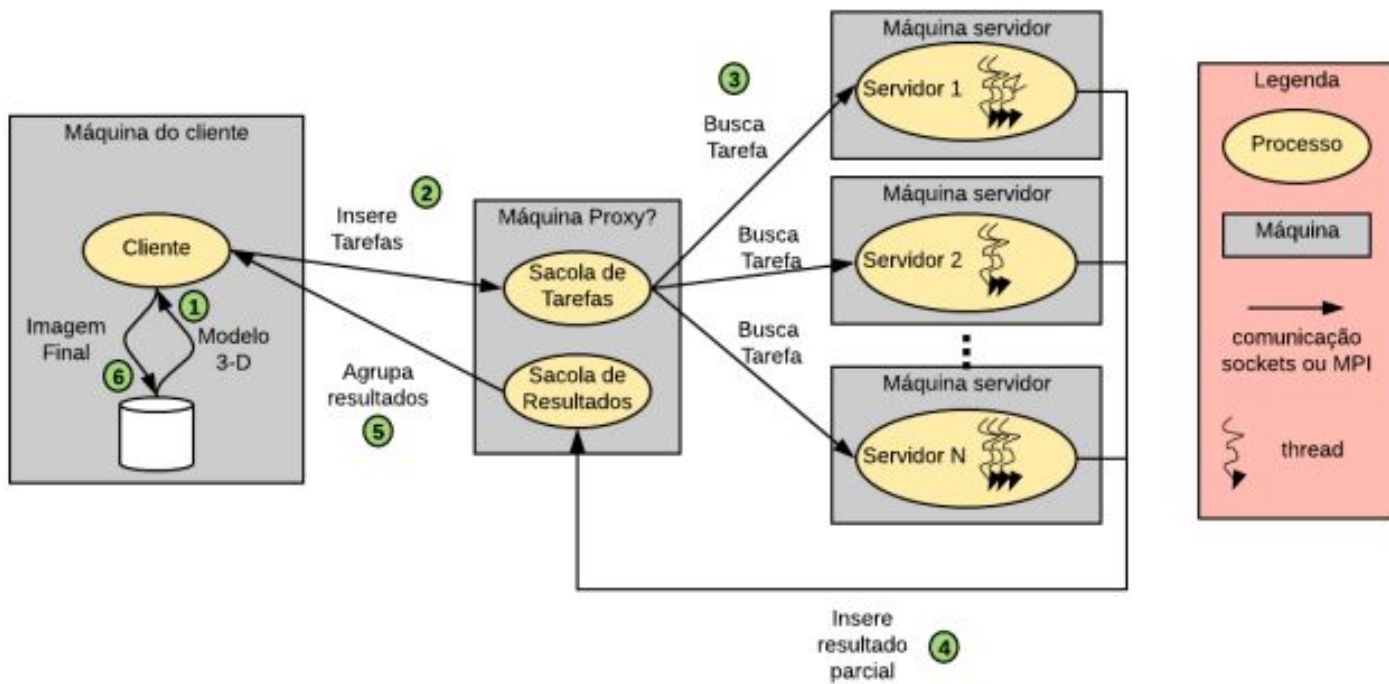 Máquina do cliente
Cliente
1
Imagem
Final
Modelo
3-D
6
2
Insere
Tarefas
Agrupa
resultados
5
Máquina Proxy?
Sacola de
Tarefas
Sacola de
Resultados
3
Busca
Tarefa
Busca
Tarefa
Busca
Tarefa
Máquina servidor
Servidor 1
Máquina servidor
Servidor 2
Máquina servidor
Servidor N
Insere
resultado
parcial
4
Legenda
Processo
Máquina
comunicação
sockets ou MPI
thread